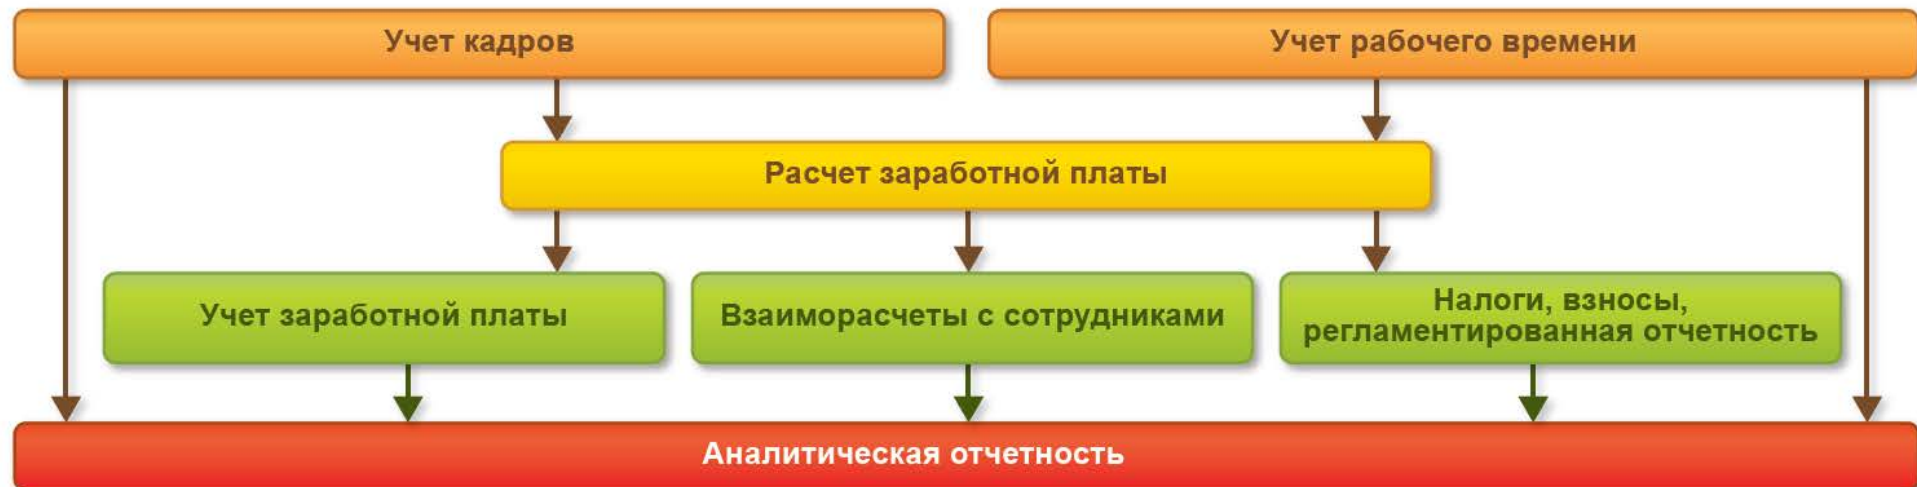 Учет кадров
Учет рабочего времени
Расчет заработной платы
Учет заработной платы
Взаиморасчеты с сотрудниками
Налоги, взносы,
регламентированная отчетность
Аналитическая отчетность